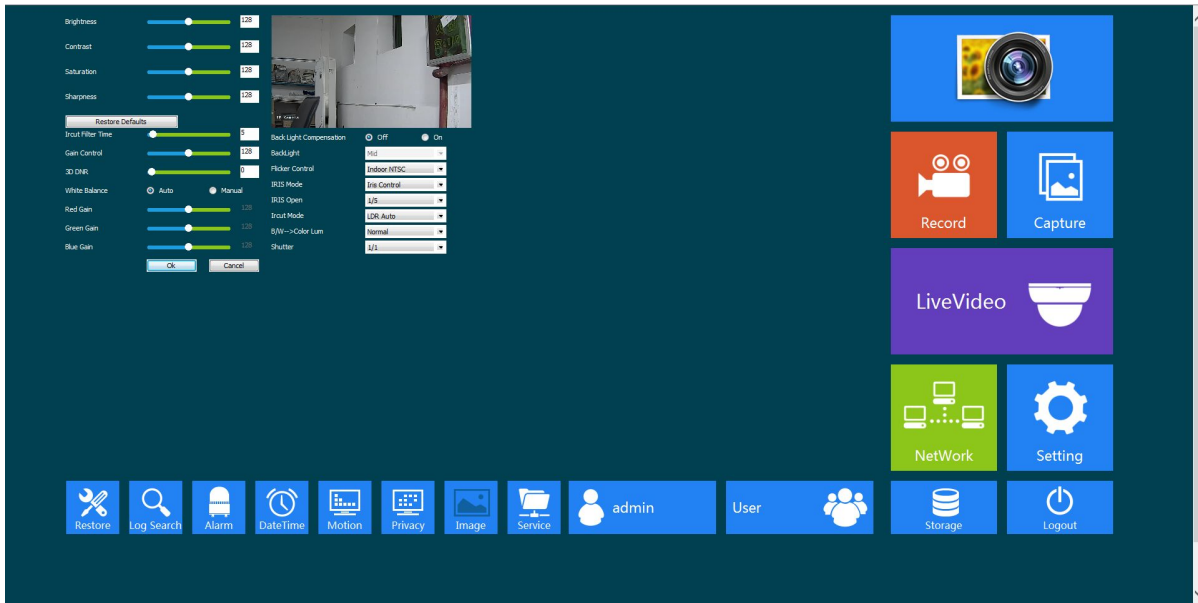 Brightness 128
Contrast 128
Saturation 128
Sharpness 128
Restore Defaults
Ircut Filter Time 5
Gain Control 128
3D DNR 0
White Balance Auto Manual
Red Gain 128
Green Gain 128
Blue Gain 128
Ok Cancel
IP Camera
Back Light Compensation Off On
BackLight Mid
Flicker Control Indoor NTSC
IRIS Mode Iris Control
IRIS Open 1/5
Ircut Mode LDR Auto
B/W-->Color Lum Normal
Shutter 1/1
Record Capture
LiveVideo
NetWork Setting
Restore Log Search Alarm DateTime Motion Privacy Image Service admin User Storage Logout